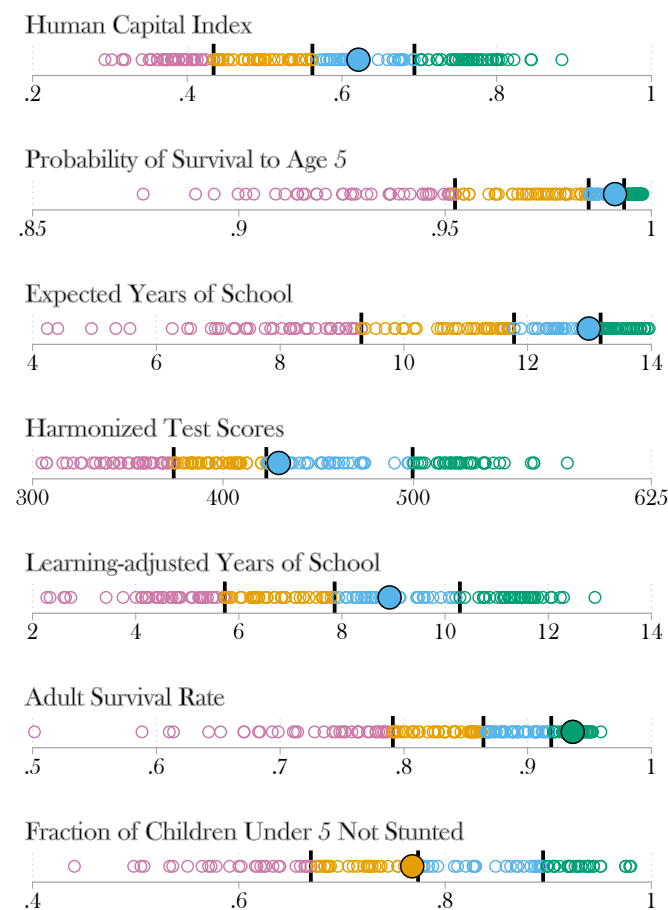 Human Capital Index
.2 .4 .6 .8 1
Probability of Survival to Age 5
.85 .9 .95 1
Expected Years of School
4 6 8 10 12 14
Harmonized Test Scores
300 400 500 625
Learning-adjusted Years of School
2 4 6 8 10 12 14
Adult Survival Rate
.5 .6 .7 .8 .9 1
Fraction of Children Under 5 Not Stunted
.4 .6 .8 1